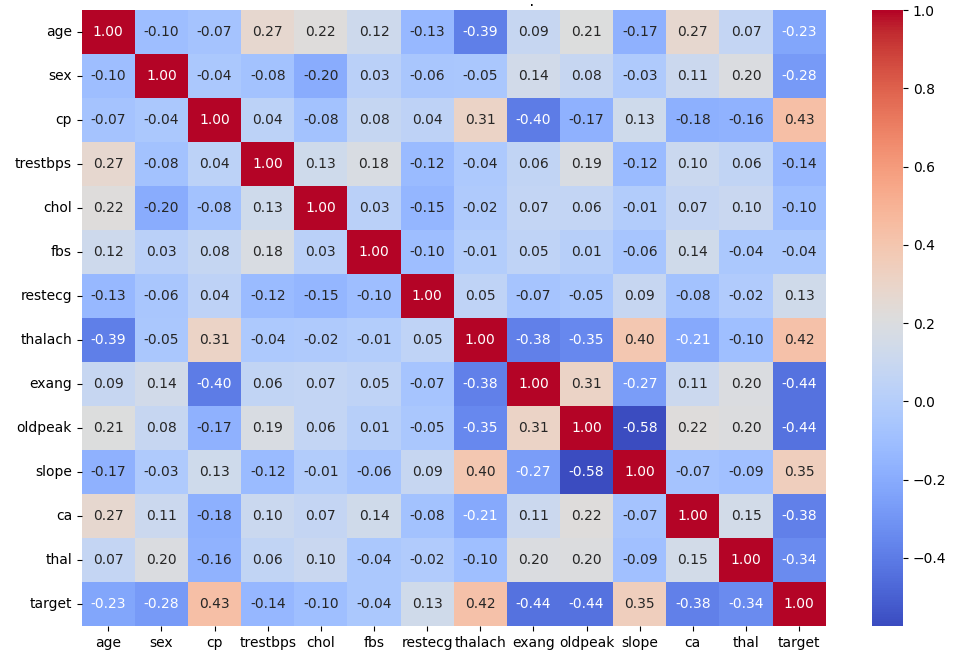 .
age 1.00 -0.10 -0.07 0.27 0.22 0.12 -0.13 -0.39 0.09 0.21 -0.17 0.27 0.07 -0.23
sex -0.10 1.00 -0.04 -0.08 -0.20 0.03 -0.06 -0.05 0.14 0.08 -0.03 0.11 0.20 -0.28
cp -0.07 -0.04 1.00 0.04 -0.08 0.08 0.04 0.31 -0.40 -0.17 0.13 -0.18 -0.16 0.43
trestbps 0.27 -0.08 0.04 1.00 0.13 0.18 -0.12 -0.04 0.06 0.19 -0.12 0.10 0.06 -0.14
chol 0.22 -0.20 -0.08 0.13 1.00 0.03 -0.15 -0.02 0.07 0.06 -0.01 0.07 0.10 -0.10
fbs 0.12 0.03 0.08 0.18 0.03 1.00 -0.10 -0.01 0.05 0.01 -0.06 0.14 -0.04 -0.04
restecg -0.13 -0.06 0.04 -0.12 -0.15 -0.10 1.00 0.05 -0.07 -0.05 0.09 -0.08 -0.02 0.13
thalach -0.39 -0.05 0.31 -0.04 -0.02 -0.01 0.05 1.00 -0.38 -0.35 0.40 -0.21 -0.10 0.42
exang 0.09 0.14 -0.40 0.06 0.07 0.05 -0.07 -0.38 1.00 0.31 -0.27 0.11 0.20 -0.44
oldpeak 0.21 0.08 -0.17 0.19 0.06 0.01 -0.05 -0.35 0.31 1.00 -0.58 0.22 0.20 -0.44
slope -0.17 -0.03 0.13 -0.12 -0.01 -0.06 0.09 0.40 -0.27 -0.58 1.00 -0.07 -0.09 0.35
ca 0.27 0.11 -0.18 0.10 0.07 0.14 -0.08 -0.21 0.11 0.22 -0.07 1.00 0.15 -0.38
thal 0.07 0.20 -0.16 0.06 0.10 -0.04 -0.02 -0.10 0.20 0.20 -0.09 0.15 1.00 -0.34
target -0.23 -0.28 0.43 -0.14 -0.10 -0.04 0.13 0.42 -0.44 -0.44 0.35 -0.38 -0.34 1.00
age sex cp trestbps chol fbs restecg thalach exang oldpeak slope ca thal target
1.0
0.8
0.6
0.4
0.2
0.0
−0.2
−0.4